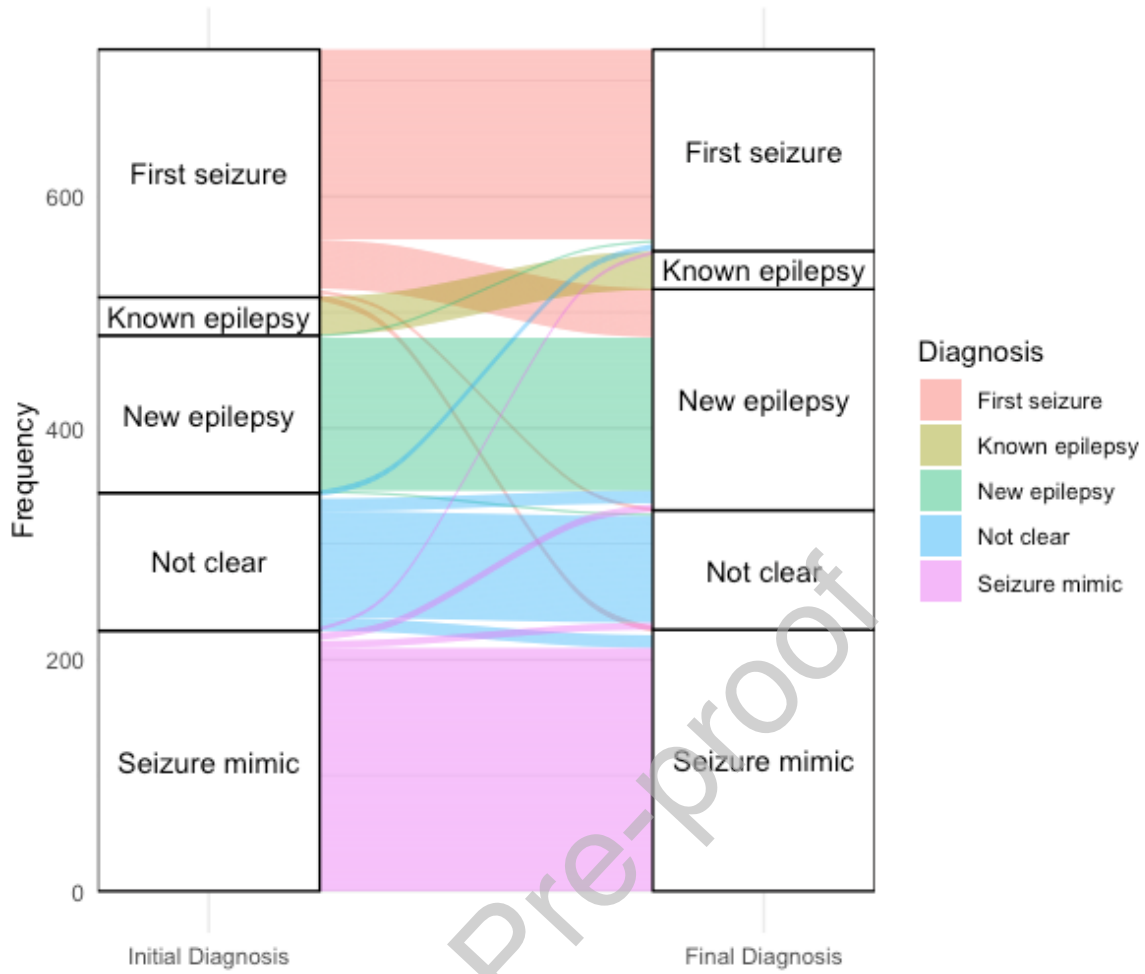 First seizure
Known epilepsy
New epilepsy
Not clear
Seizure mimic
First seizure
Known epilepsy
New epilepsy
Not clear
Seizure mimic
Frequency
600
400
200
0
Initial Diagnosis
Final Diagnosis
Diagnosis
First seizure
Known epilepsy
New epilepsy
Not clear
Seizure mimic
Pre-proof